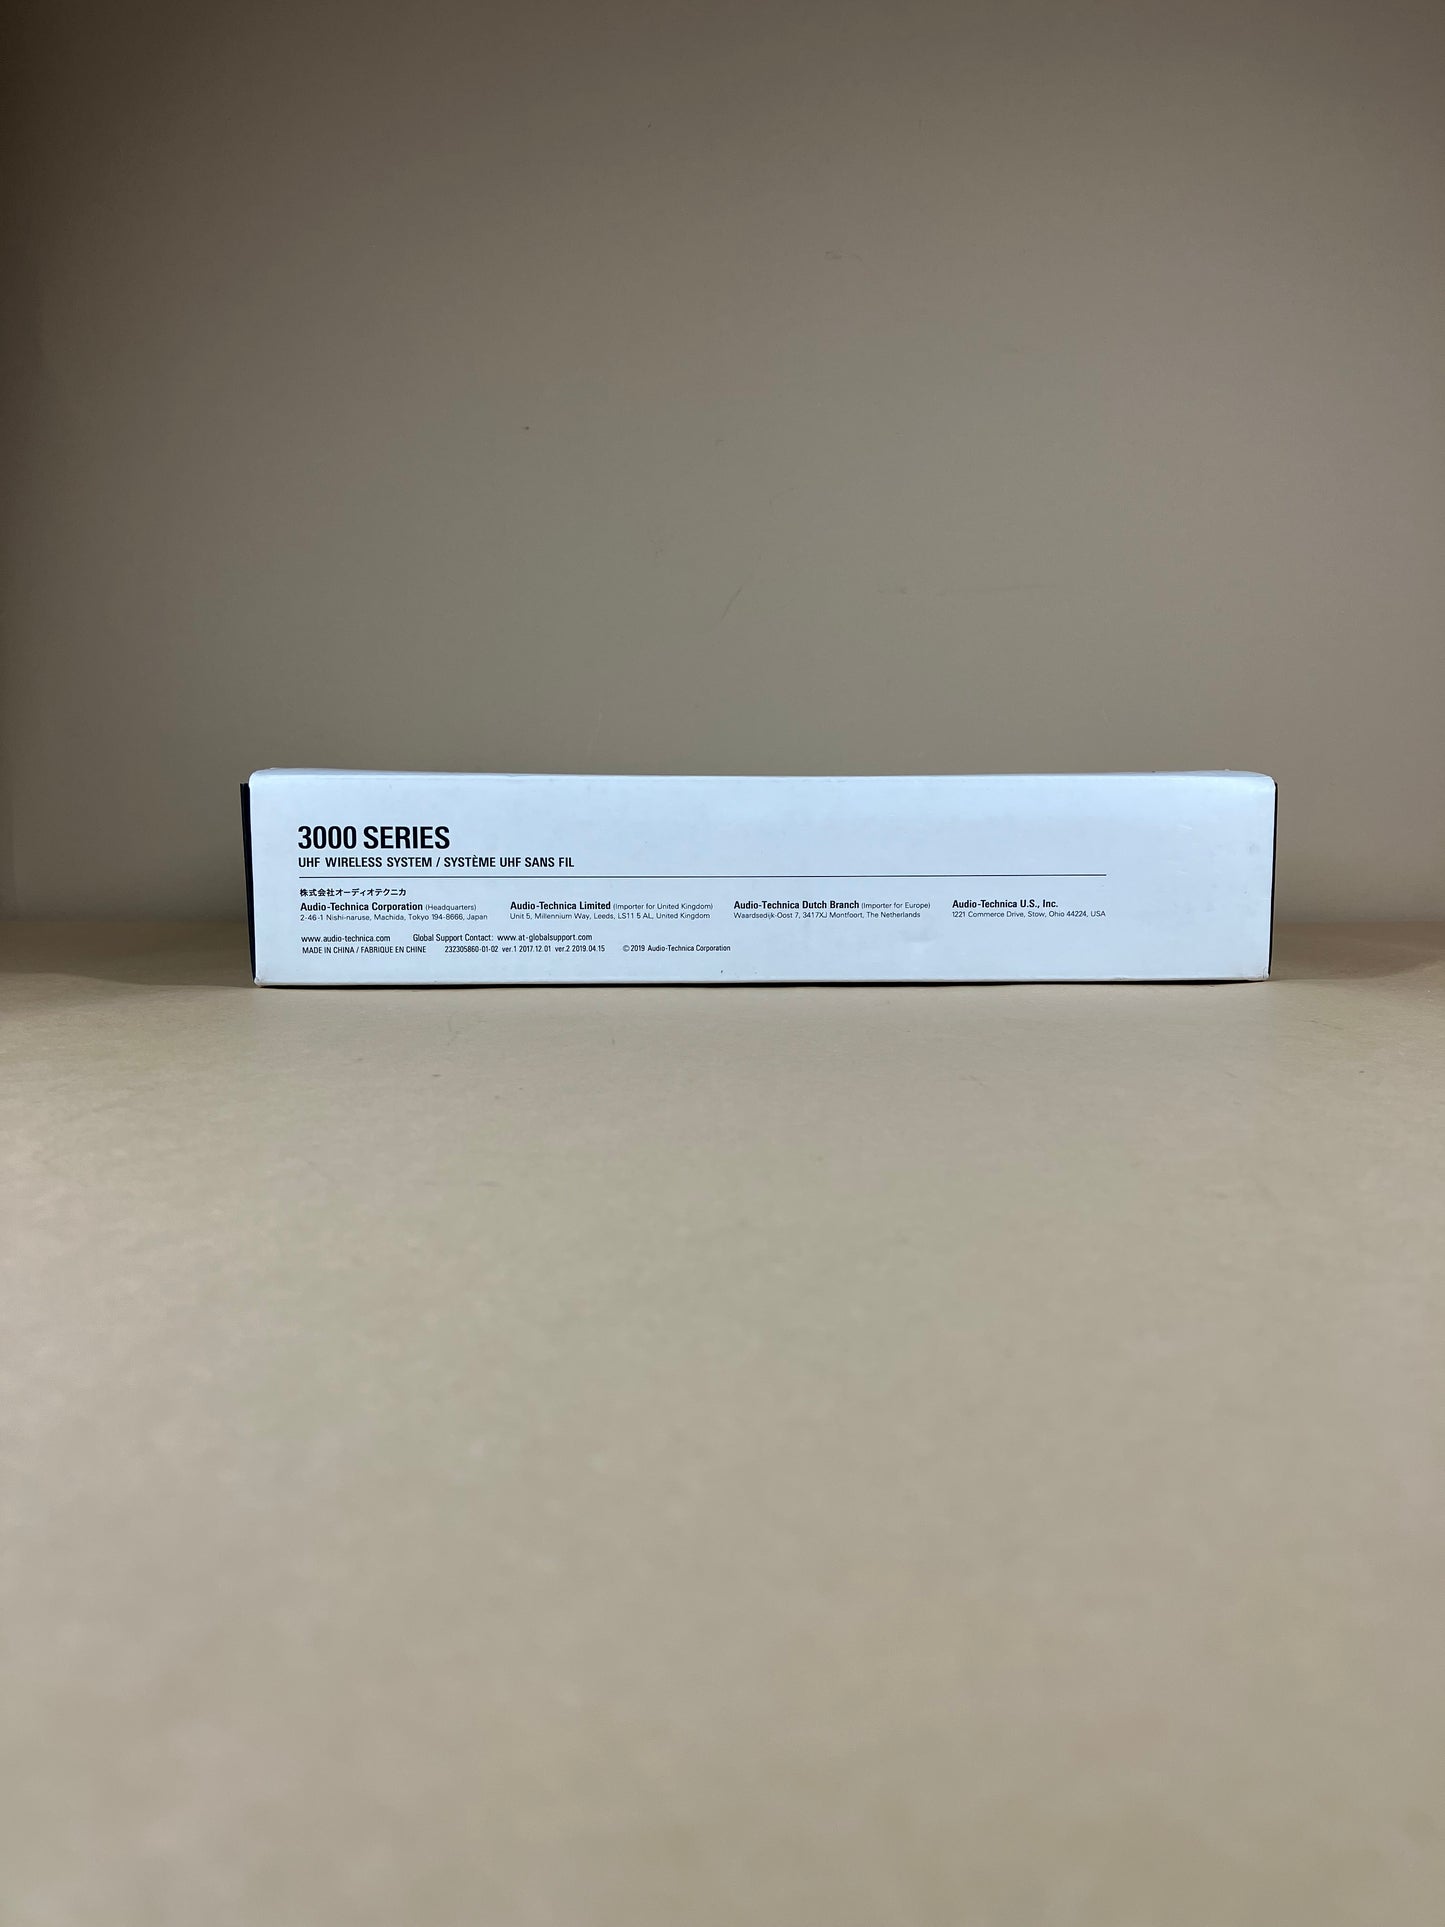 3000 SERIES
UHF WIRELESS SYSTEM / SYSTÈME UHF SANS FIL
株式会社オーディオテクニカ
Audio-Technica Corporation (Headquarters)
2-46-1 Nishi-naruse, Machida, Tokyo 194-8666, Japan
Audio-Technica Limited (Importer for United Kingdom)
Unit 5, Millennium Way, Leeds, LS11 5 AL, United Kingdom
Audio-Technica Dutch Branch (Importer for Europe)
Waardsedijk-Oost 7, 3417XJ Montfoort, The Netherlands
Audio-Technica U.S., Inc.
1221 Commerce Drive, Stow, Ohio 44224, USA
www.audio-technica.com Global Support Contact: www.at-globalsupport.com
MADE IN CHINA / FABRIQUE EN CHINE 232305860-01-02 ver.1 2017.12.01 ver.2 2019.04.15 ©2019 Audio-Technica Corporation